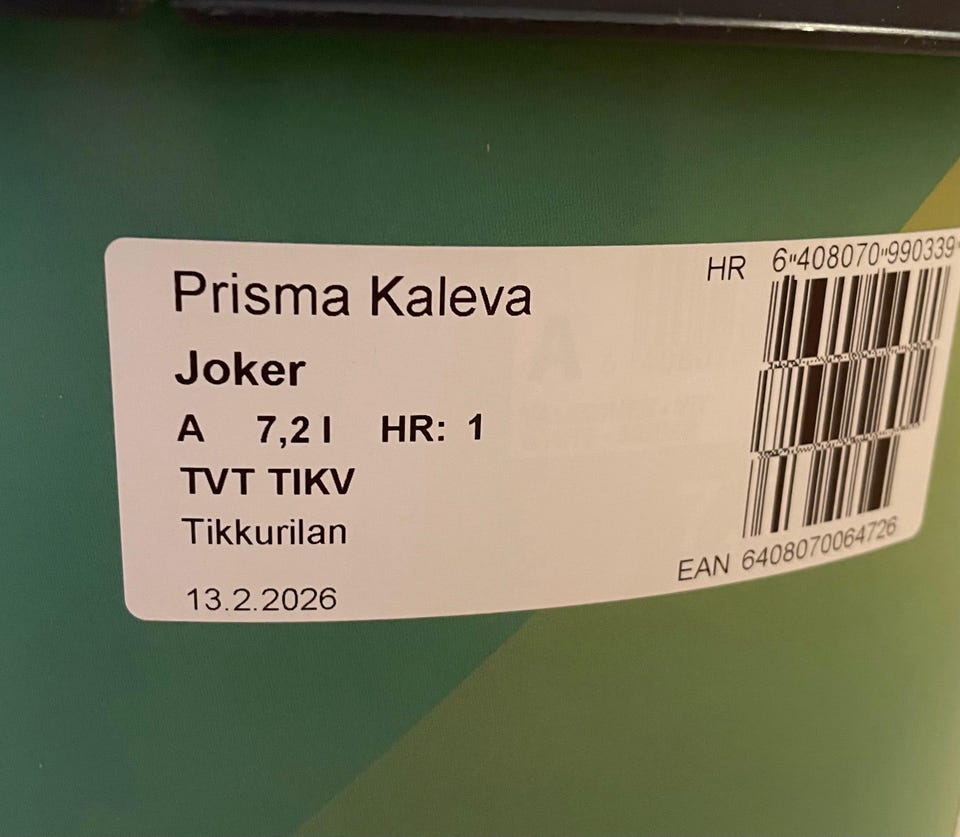 Prisma Kaleva
Joker
A 7,2 l HR: 1
TVT TIKV
Tikkurilan
13.2.2026
HR 6"408070"990339
EAN 6408070064726